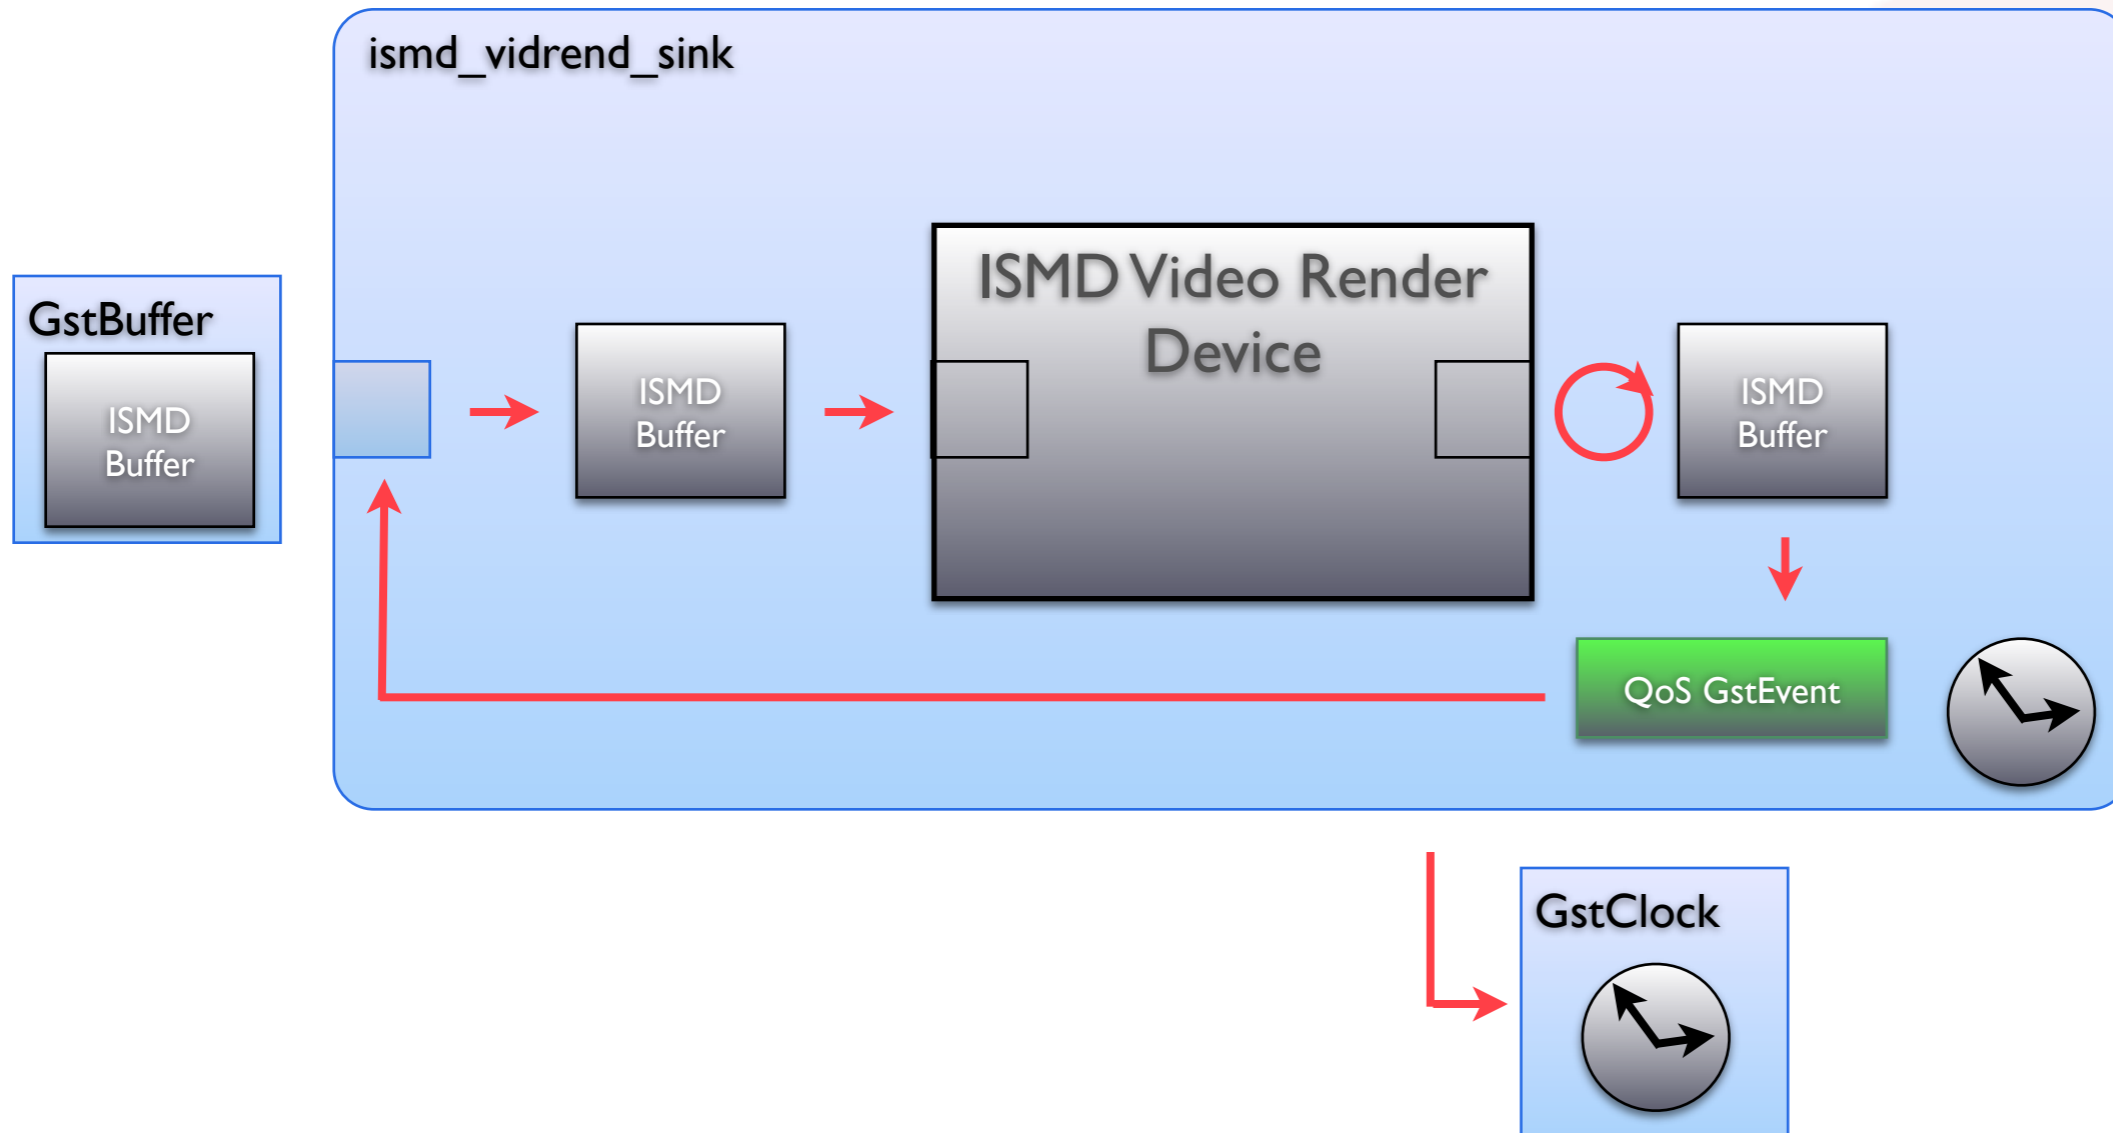 ismd_vidrend_sink
GstBuffer
ISMD
Buffer
ISMD
Buffer
ISMD Video Render
Device
ISMD
Buffer
QoS GstEvent
GstClock